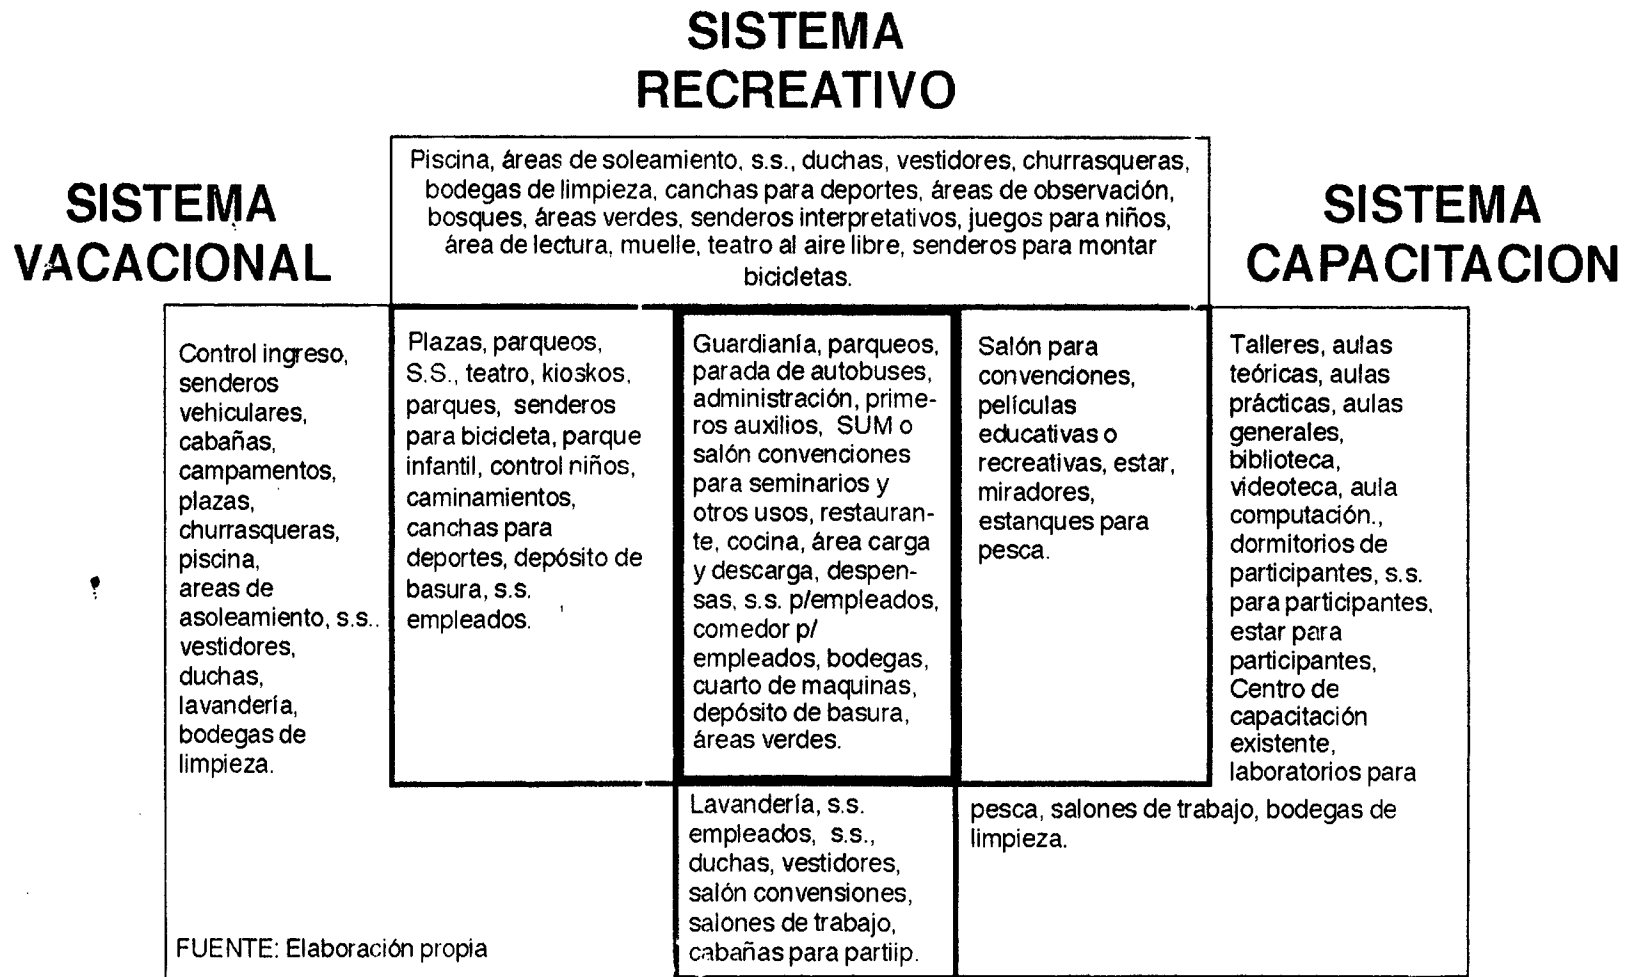 SISTEMA
RECREATIVO
Piscina, áreas de soleamiento, s.s., duchas, vestidores, churrasqueras,
bodegas de limpieza, canchas para deportes, áreas de observación,
bosques, áreas verdes, senderos interpretativos, juegos para niños,
área de lectura, muelle, teatro al aire libre, senderos para montar
bicicletas.
SISTEMA
VACACIONAL
SISTEMA
CAPACITACION
Control ingreso,
senderos
vehiculares,
cabañas,
campamentos,
plazas,
churrasqueras,
piscina,
areas de
asoleamiento, s.s..
vestidores,
duchas,
lavandería,
bodegas de
limpieza.
Plazas, parqueos,
S.S., teatro, kioskos,
parques, senderos
para bicicleta, parque
infantil, control niños,
caminamientos,
canchas para
deportes, depósito de
basura, s.s.
empleados.
Guardianía, parqueos,
parada de autobuses,
administración, prime-
ros auxilios, SUM o
salón convenciones
para seminarios y
otros usos, restauran-
te, cocina, área carga
y descarga, despen-
sas, s.s. p/empleados,
comedor p/
empleados, bodegas,
cuarto de maquinas,
depósito de basura,
áreas verdes.
Salón para
convenciones,
películas
educativas o
recreativas, estar,
miradores,
estanques para
pesca.
Talleres, aulas
teóricas, aulas
prácticas, aulas
generales,
biblioteca,
videoteca, aula
computación.,
dormitorios de
participantes, s.s.
para participantes,
estar para
participantes,
Centro de
capacitación
existente,
laboratorios para
pesca, salones de trabajo, bodegas de
limpieza.
Lavandería, s.s.
empleados, s.s.,
duchas, vestidores,
salón convensiones,
salones de trabajo,
cabañas para partiip.
FUENTE: Elaboración propia